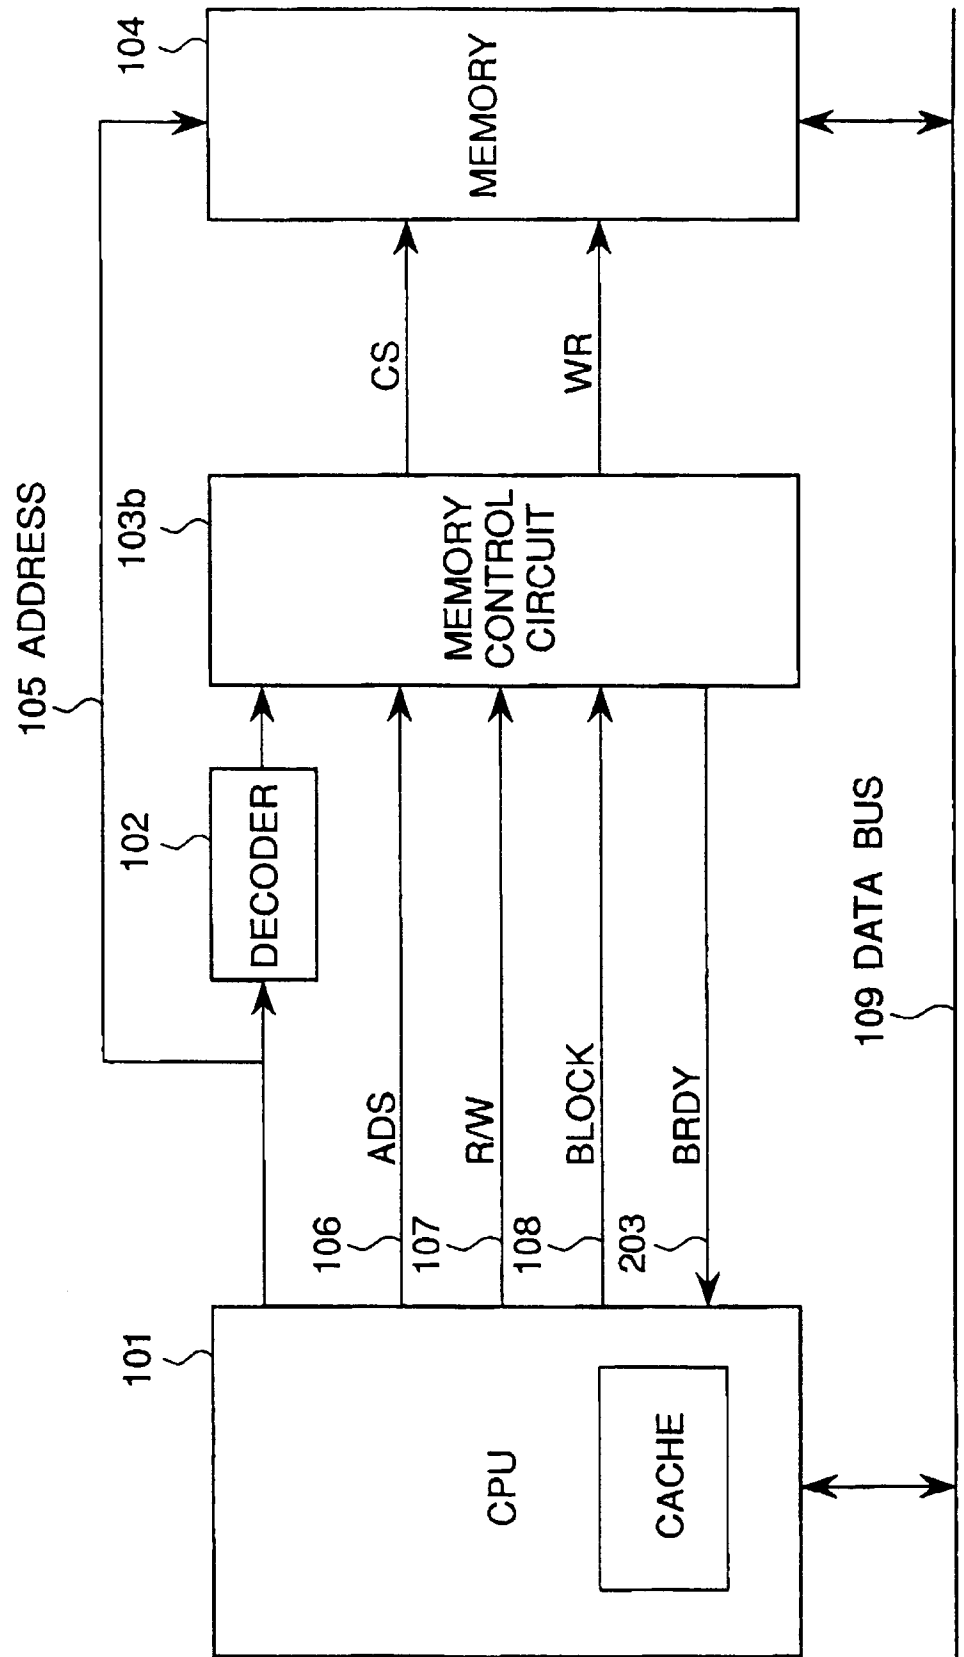 105 ADDRESS
101
CPU
CACHE
102
DECODER
106
ADS
107
R/W
108
BLOCK
203
BRDY
103b
MEMORY
CONTROL
CIRCUIT
CS
WR
104
MEMORY
109 DATA BUS